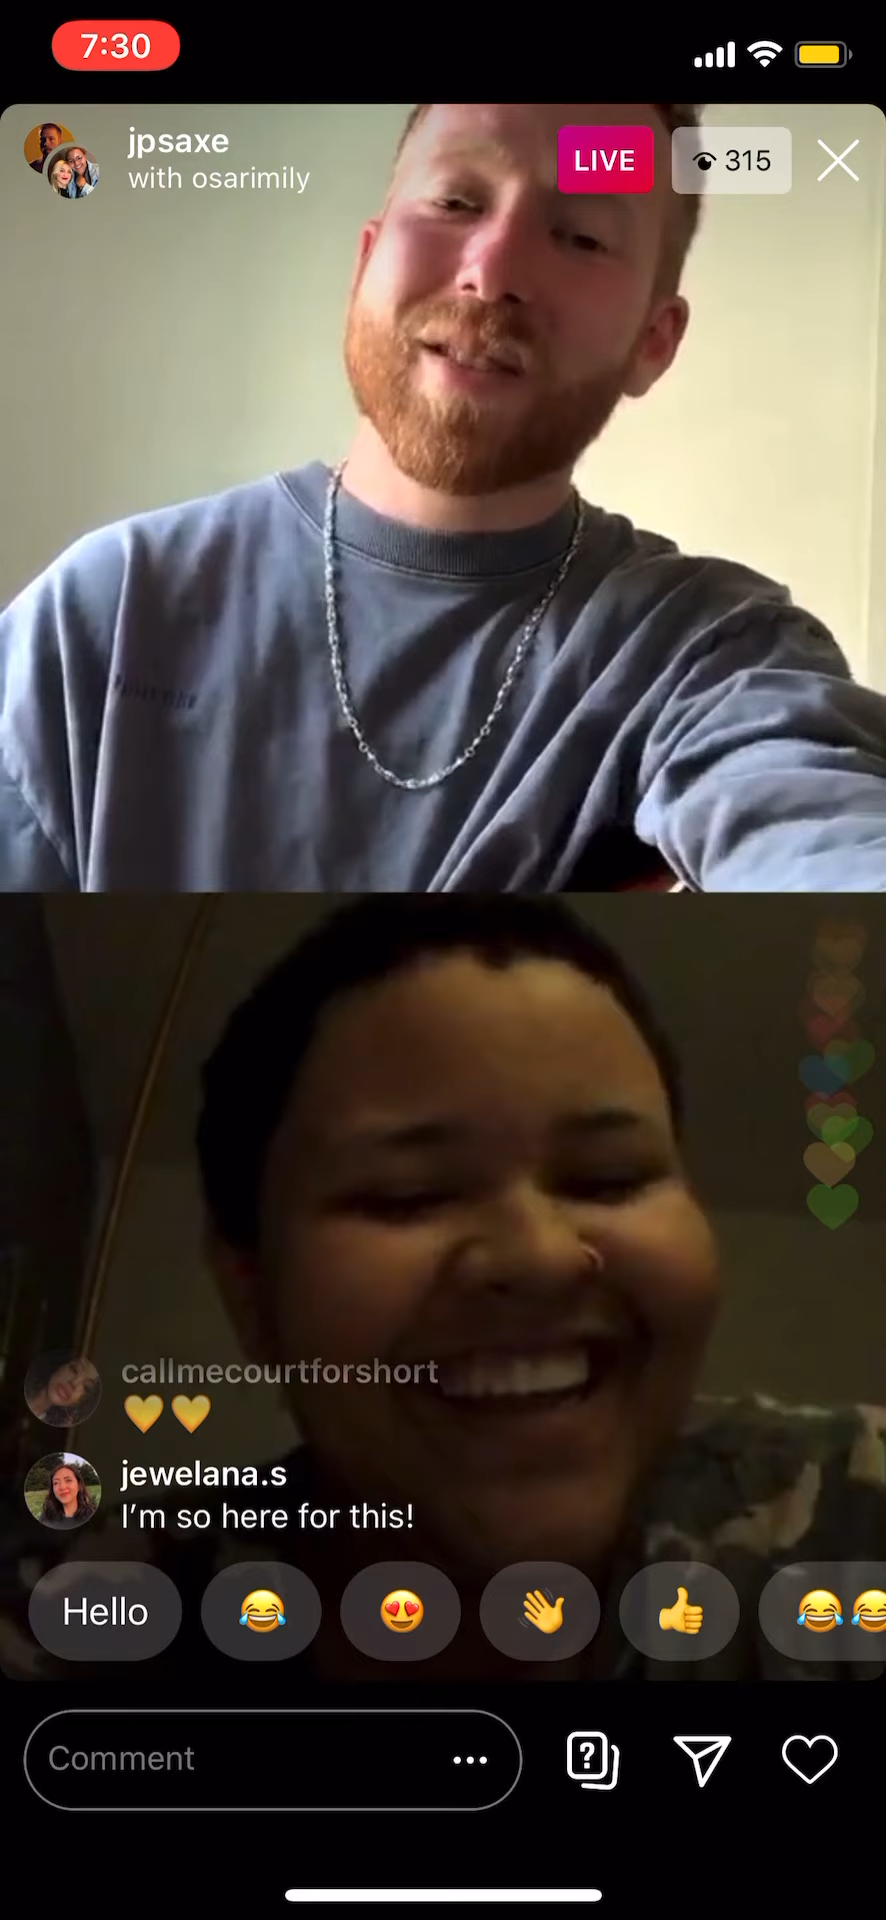 7:30
jpsaxe
with osarimily
LIVE
315
callmecourtforshort
💛💛
jewelana.s
I’m so here for this!
Hello 😂 😍 👋 👍 😂😂
Comment